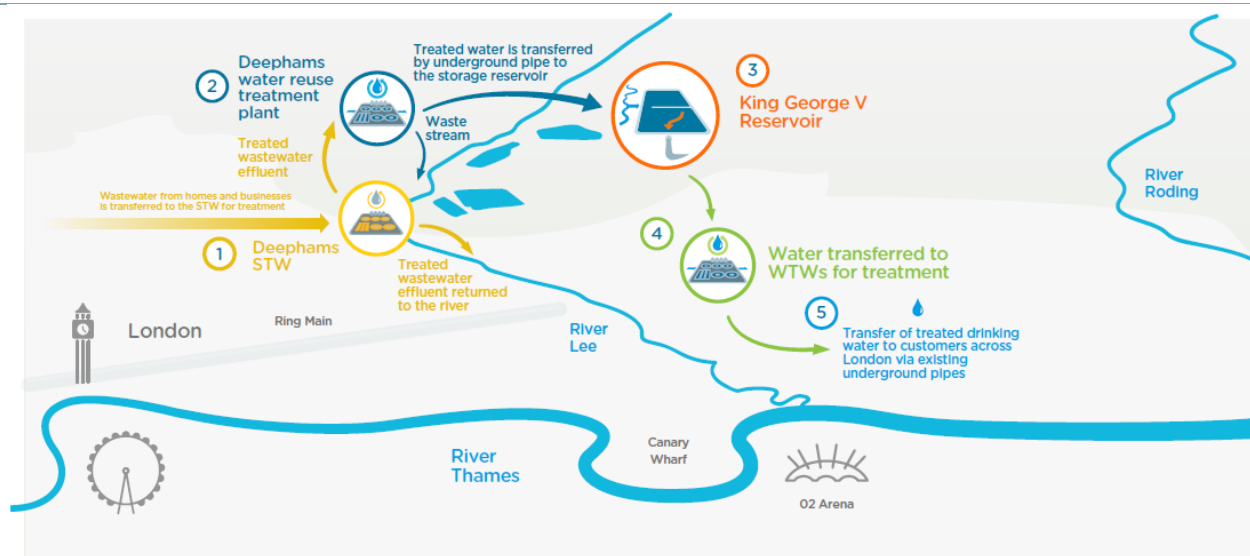 2
Deephams
water reuse
treatment
plant
Treated water is transferred
by underground pipe to
the storage reservoir
3
King George V
Reservoir
Waste
stream
Treated
wastewater
effluent
River
Roding
Wastewater from homes and businesses
is transferred to the STW for treatment
1
Deephams
STW
Treated
wastewater
effluent returned
to the river
4
Water transferred to
WTWs for treatment
5
Transfer of treated drinking
water to customers across
London via existing
underground pipes
London
Ring Main
River
Lee
River
Thames
Canary
Wharf
02 Arena